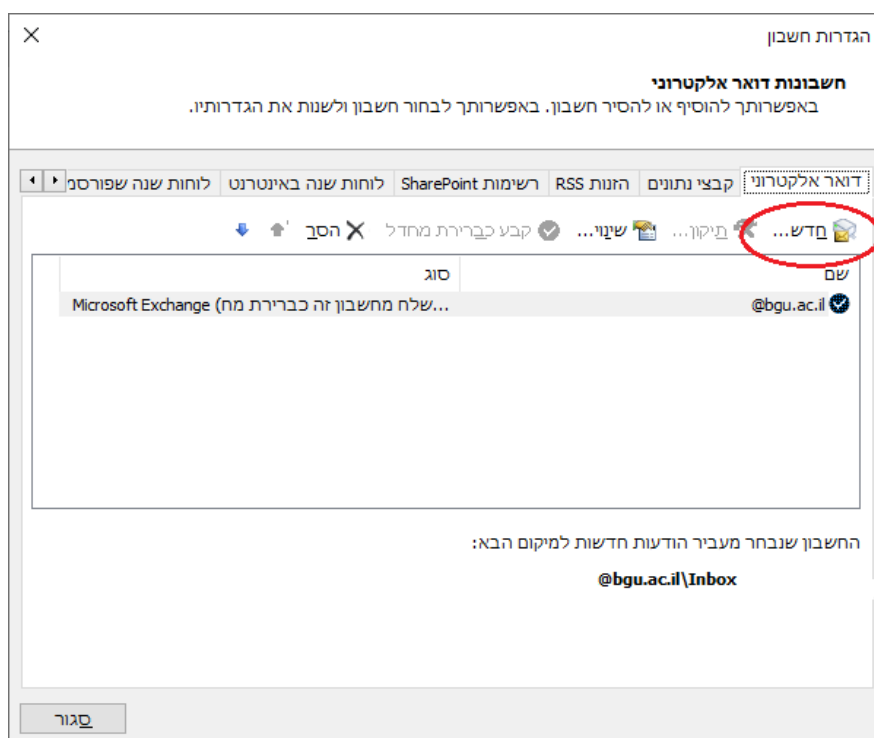 הגדרות חשבון
חשבונות דואר אלקטרוני
באפשרותך להוסיף או להסיר חשבון. באפשרותך לבחור חשבון ולשנות את הגדרותיו.
דואר אלקטרוני קבצי נתונים הזנות RSS רשימות SharePoint לוחות שנה באינטרנט לוחות שנה שפורסמ
חדש... תיקון... שינוי... קבע כברירת מחדל הסר
שם סוג
@bgu.ac.il Microsoft Exchange (שלח מחשבון זה כברירת מח...
החשבון שנבחר מעביר הודעות חדשות למיקום הבא:
@bgu.ac.il\Inbox
סגור